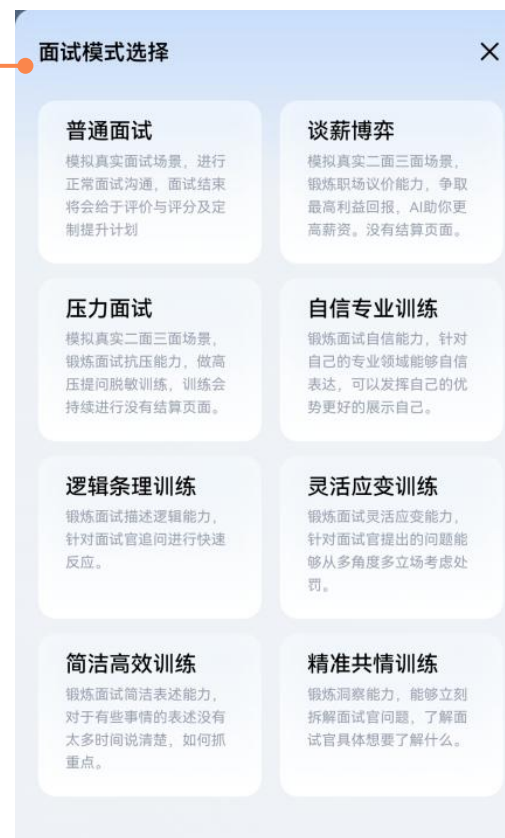 面试模式选择
普通面试
模拟真实面试场景，进行
正常面试沟通，面试结束
将会给于评价与评分及定
制提升计划
谈薪博弈
模拟真实二面三面场景，
锻炼职场议价能力，争取
最高利益回报，AI助你更
高薪资。没有结算页面。
压力面试
模拟真实二面三面场景，
锻炼面试抗压能力，做高
压提问脱敏训练，训练会
持续进行没有结算页面。
自信专业训练
锻炼面试自信能力，针对
自己的专业领域能够自信
表达，可以发挥自己的优
势更好的展示自己。
逻辑条理训练
锻炼面试描述逻辑能力，
针对面试官追问进行快速
反应。
灵活应变训练
锻炼面试灵活应变能力，
针对面试官提出的问题能
够从多角度多立场考虑处
罚。
简洁高效训练
锻炼面试简洁表述能力，
对于有些事情的表述没有
太多时间说清楚，如何抓
重点。
精准共情训练
锻炼洞察能力，能够立刻
拆解面试官问题，了解面
试官具体想要了解什么。